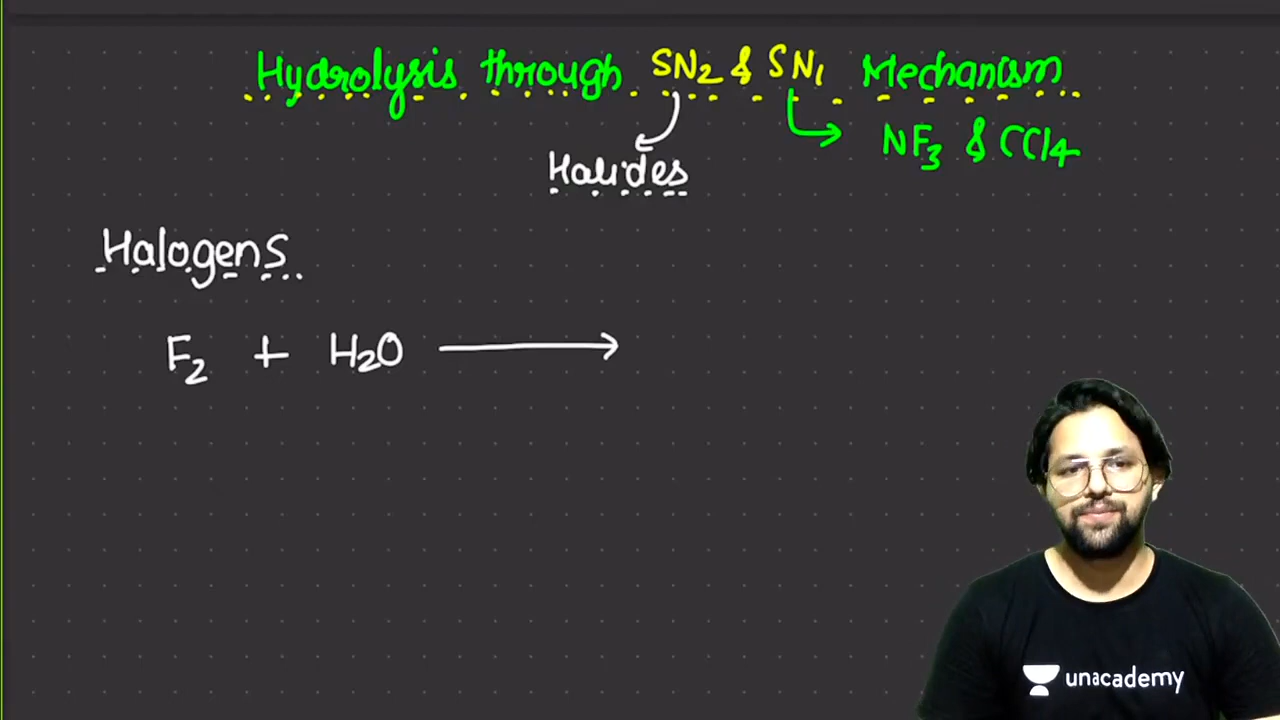 Hydrolysis through SN2 & SN1 Mechanism
Halides
NF3 & CCl4
Halogens
F2 + H2O ⟶
unacademy